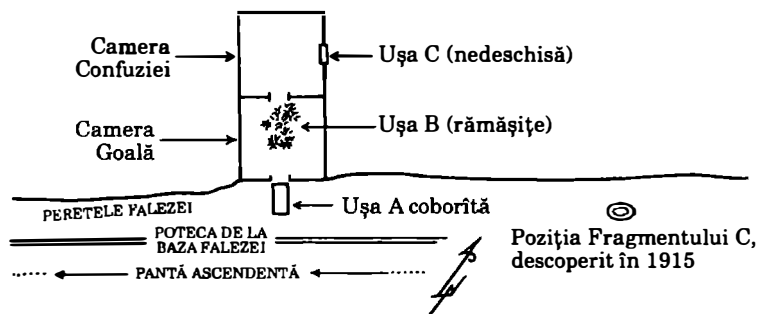 Camera
Confuziei
Ușa C (nedeschisă)
Camera
Goală
Ușa B (rămășițe)
Ușa A coborîtă
PERETELE FALEZEI
POTECA DE LA
BAZA FALEZEI
PANTĂ ASCENDENTĂ
Poziția Fragmentului C,
descoperit în 1915